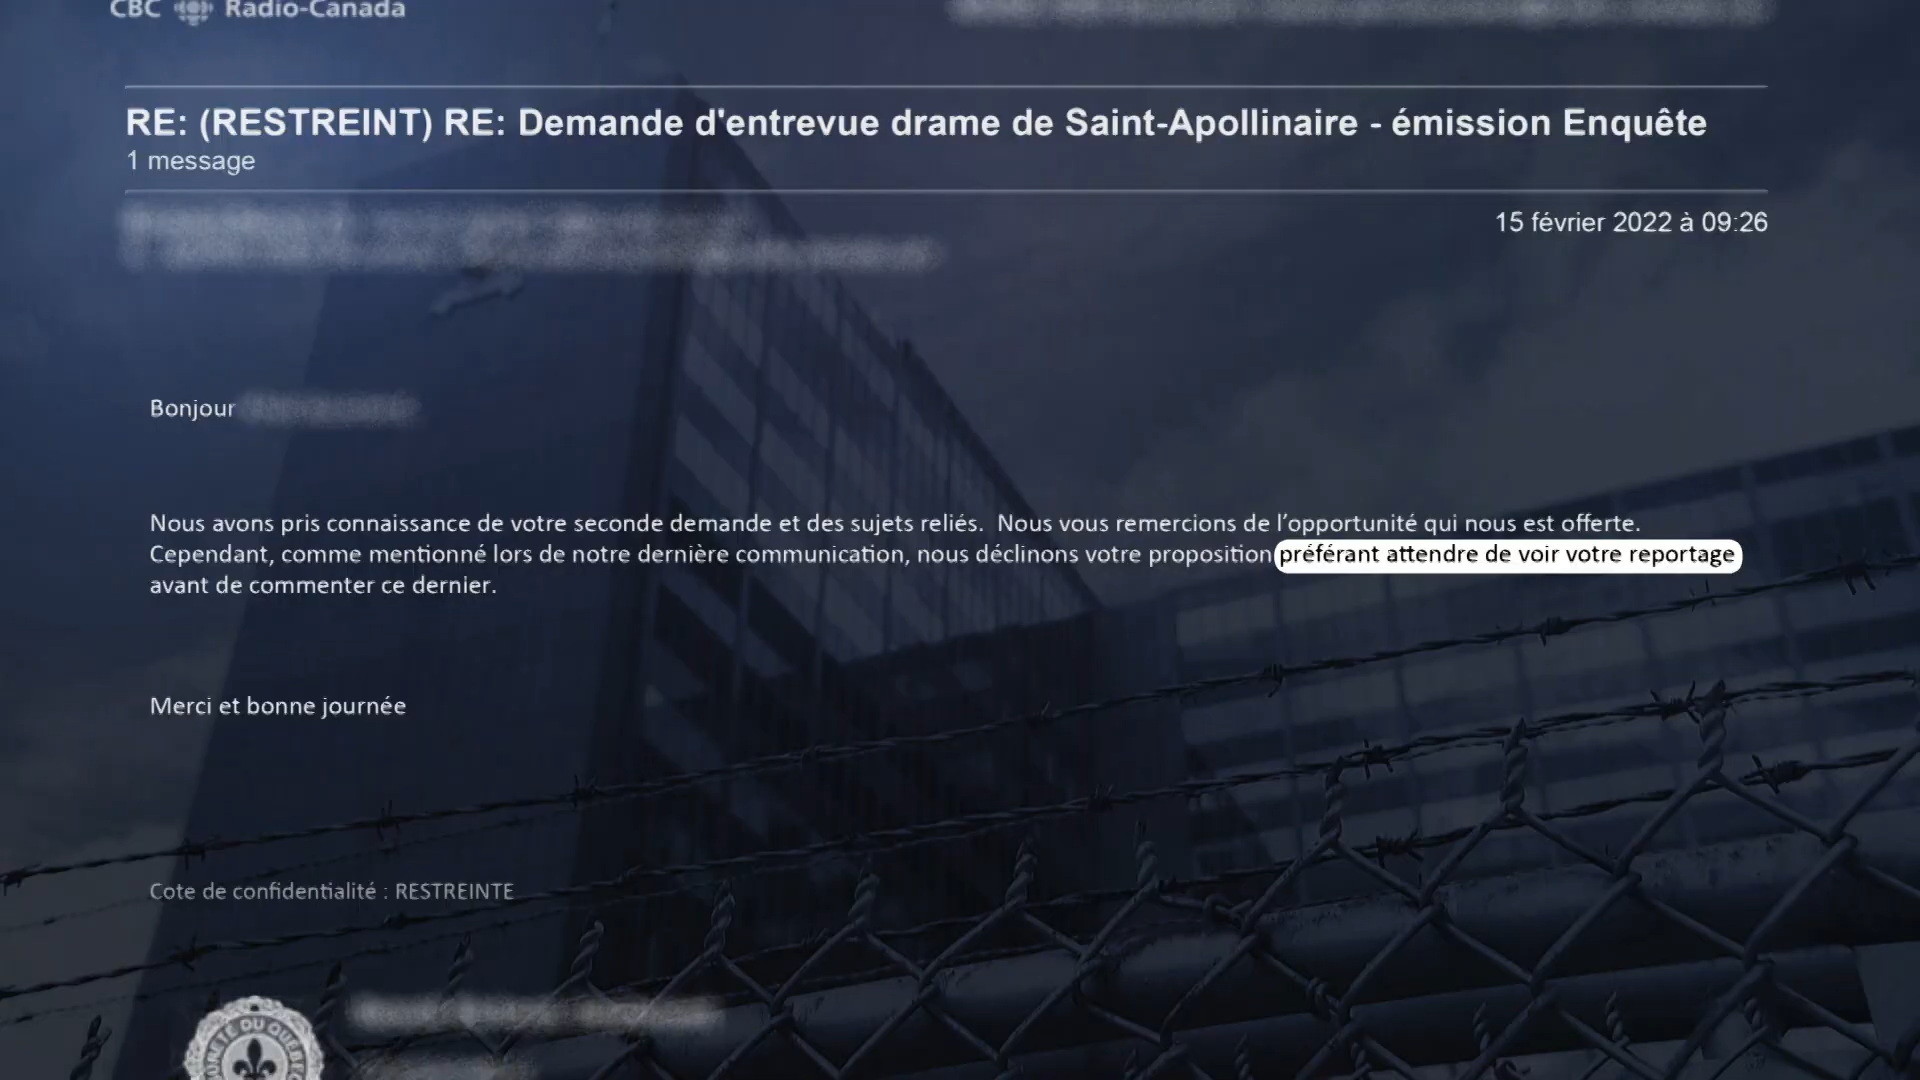 CBC Radio-Canada
RE: (RESTREINT) RE: Demande d'entrevue drame de Saint-Apollinaire - émission Enquête
1 message
15 février 2022 à 09:26
Bonjour
Nous avons pris connaissance de votre seconde demande et des sujets reliés. Nous vous remercions de l’opportunité qui nous est offerte.
Cependant, comme mentionné lors de notre dernière communication, nous déclinons votre proposition préférant attendre de voir votre reportage
avant de commenter ce dernier.
Merci et bonne journée
Cote de confidentialité : RESTREINTE
DU QUÉBEC